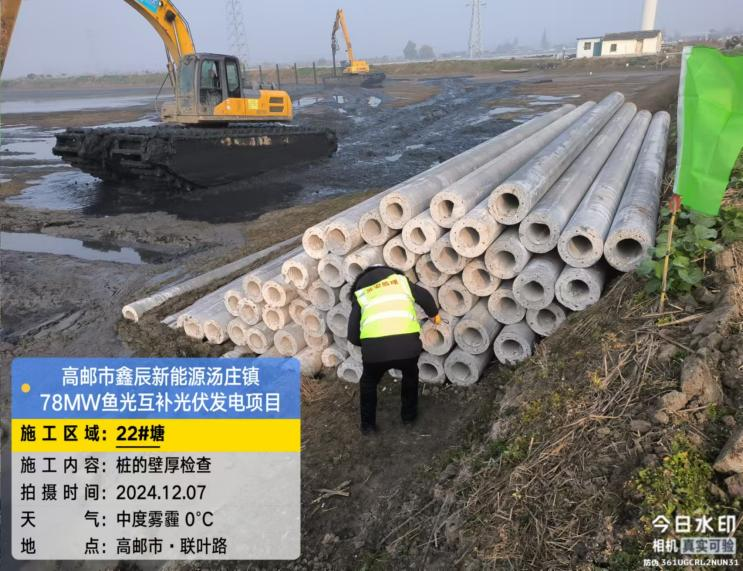 高邮市鑫辰新能源汤庄镇
78MW鱼光互补光伏发电项目
施工区域：22#塘
施工内容：桩的壁厚检查
拍摄时间：2024.12.07
天气：中度雾霾 0℃
地点：高邮市·联叶路
今日水印
相机 真实可验
防伪 361UGCRL2NUN31